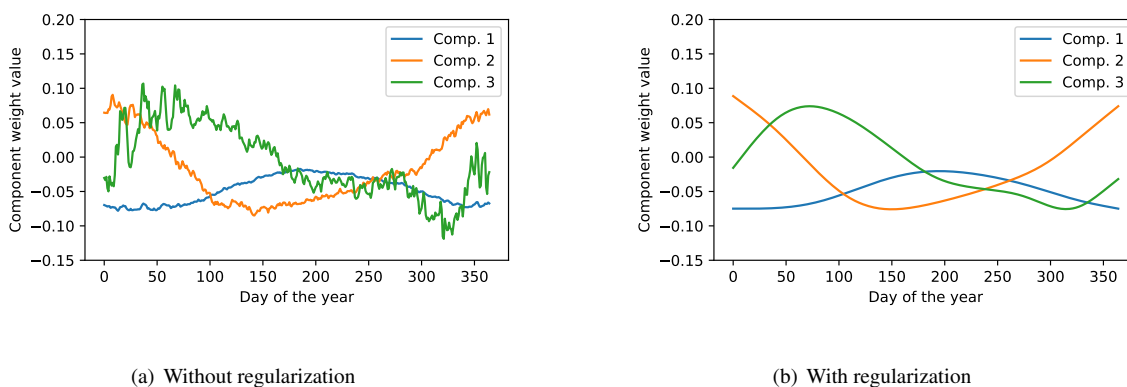 0.20
0.15
0.10
0.05
0.00
−0.05
−0.10
−0.15
Component weight value
0 50 100 150 200 250 300 350
Day of the year
Comp. 1
Comp. 2
Comp. 3
(a) Without regularization
0.20
0.15
0.10
0.05
0.00
−0.05
−0.10
−0.15
Component weight value
0 50 100 150 200 250 300 350
Day of the year
Comp. 1
Comp. 2
Comp. 3
(b) With regularization